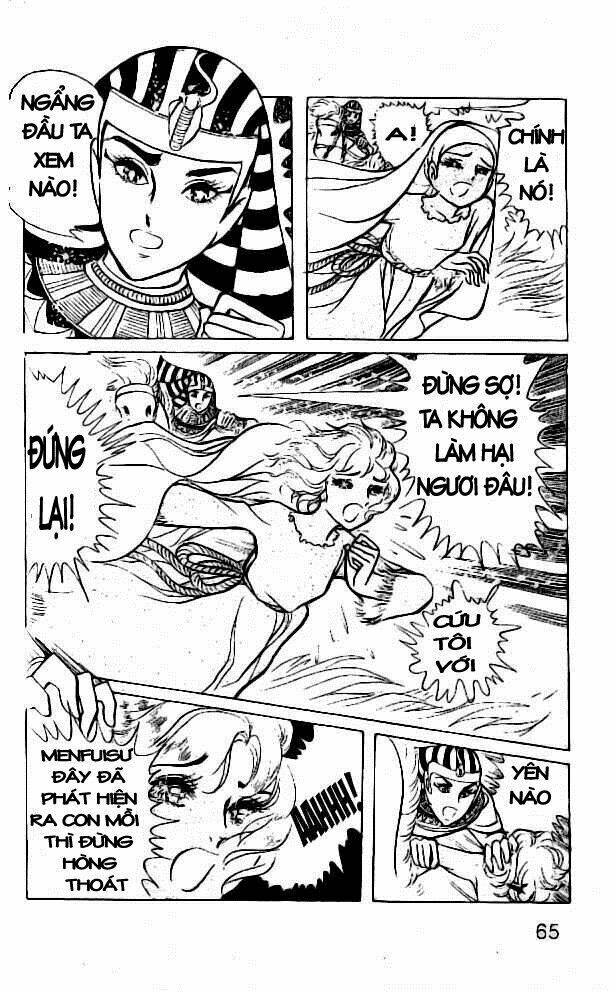 NGẨNG
ĐẦU TA
XEM
NÀO!
A!
CHÍNH
LÀ
NÓ!
ĐỪNG SỢ!
TA KHÔNG
LÀM HẠI
NGƯƠI ĐÂU!
ĐỨNG
LẠI!
CỨU
TÔI
VỚI
MENFUISƯ
ĐÂY ĐÃ
PHÁT HIỆN
RA CON MỒI
THÌ ĐỪNG
HÒNG
THOÁT
AAHHH!
YÊN
NÀO
65